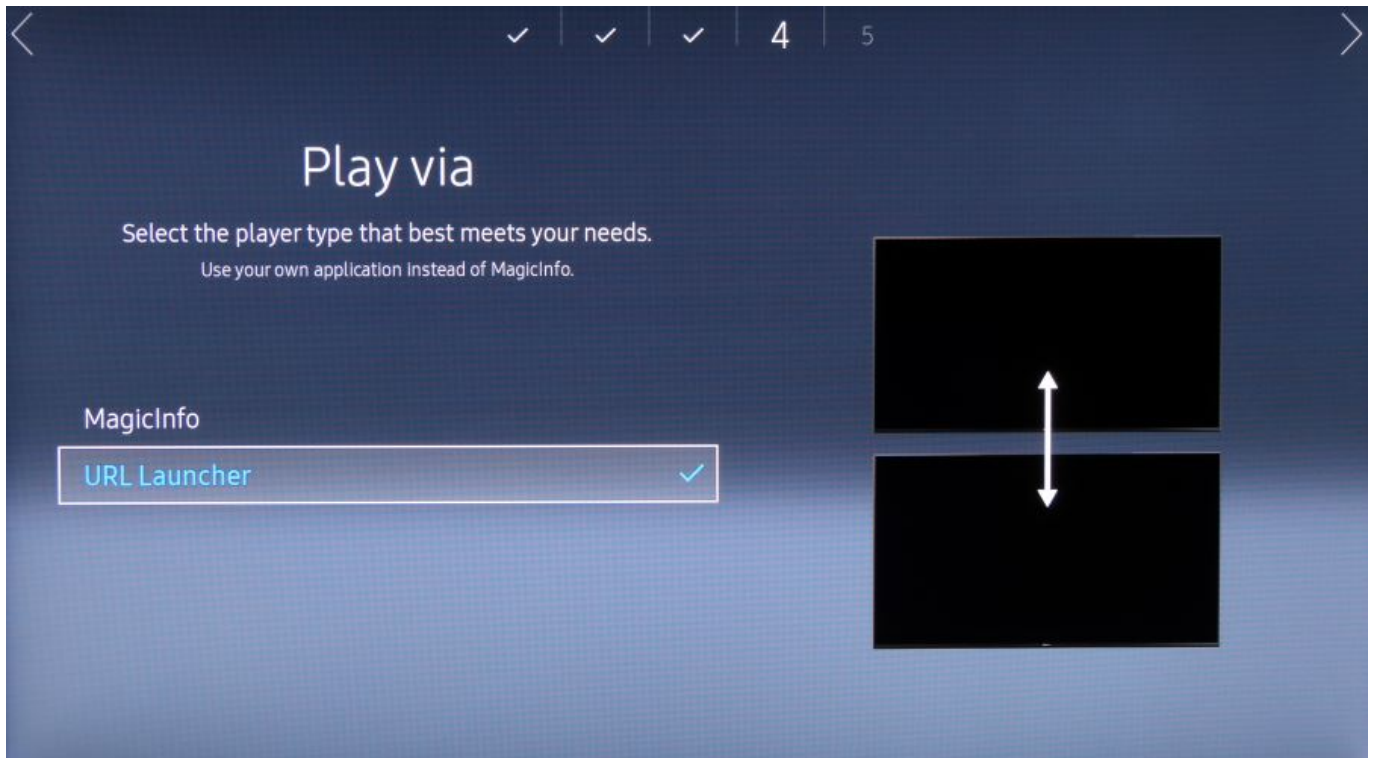 4
5
Play via
Select the player type that best meets your needs.
Use your own application instead of MagicInfo.
MagicInfo
URL Launcher